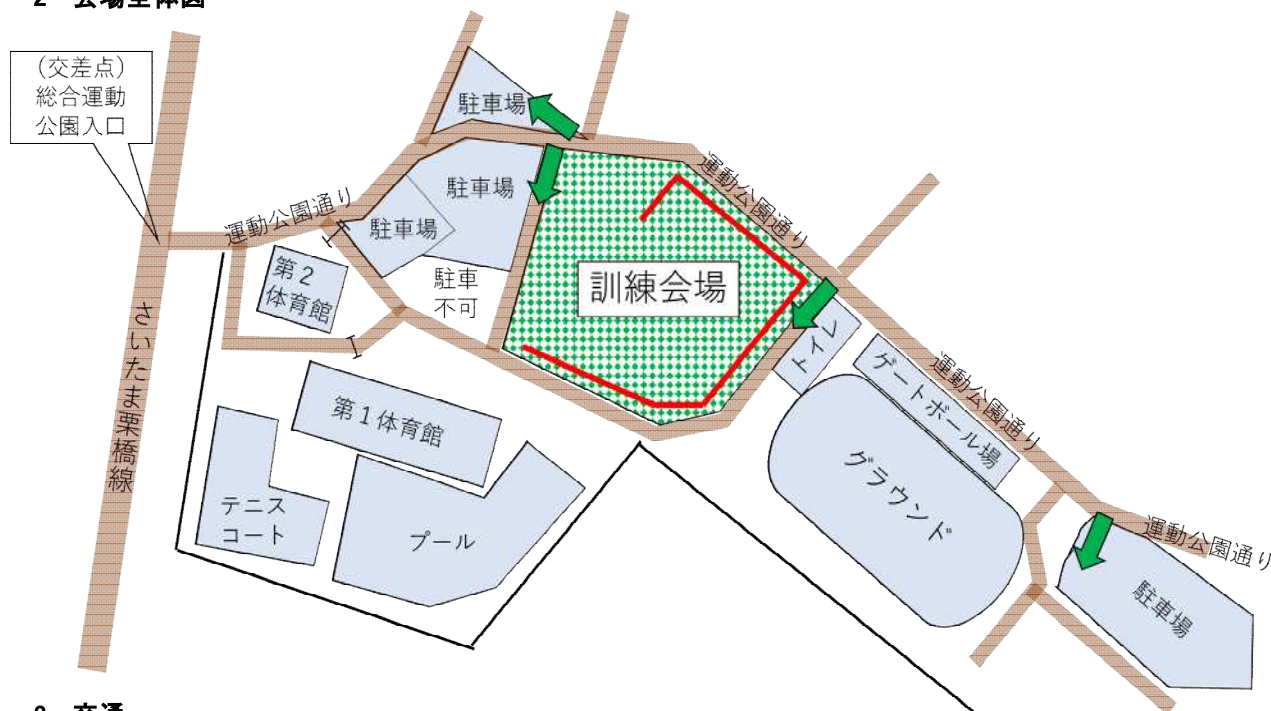 2 会場全体図
(交差点)
総合運動
公園入口
駐車場
運動公園通り
駐車場
運動公園通り
駐車場
第2
体育館
駐車
不可
訓練会場
トイレ
さいたま栗橋線
ゲートボール場
運動公園通り
第1体育館
グラウンド
テニス
コート
プール
運動公園通り
駐車場
交通